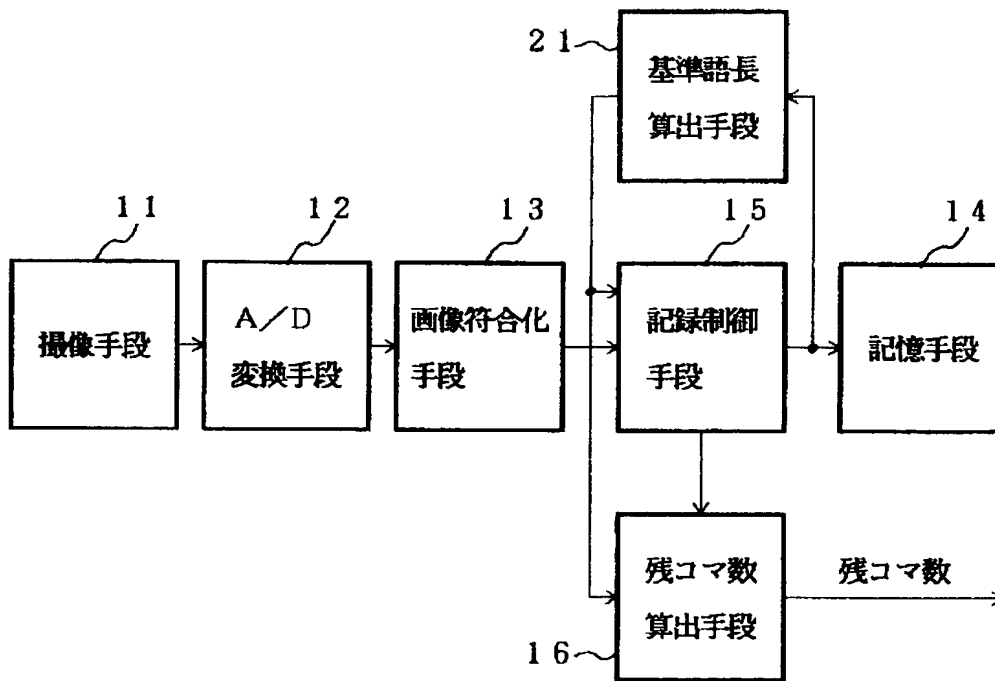 ２１
基準語長
算出手段
１１
１２
１３
１５
１４
撮像手段
Ａ／Ｄ
変換手段
画像符合化
手段
記録制御
手段
記憶手段
残コマ数
算出手段
残コマ数
１６